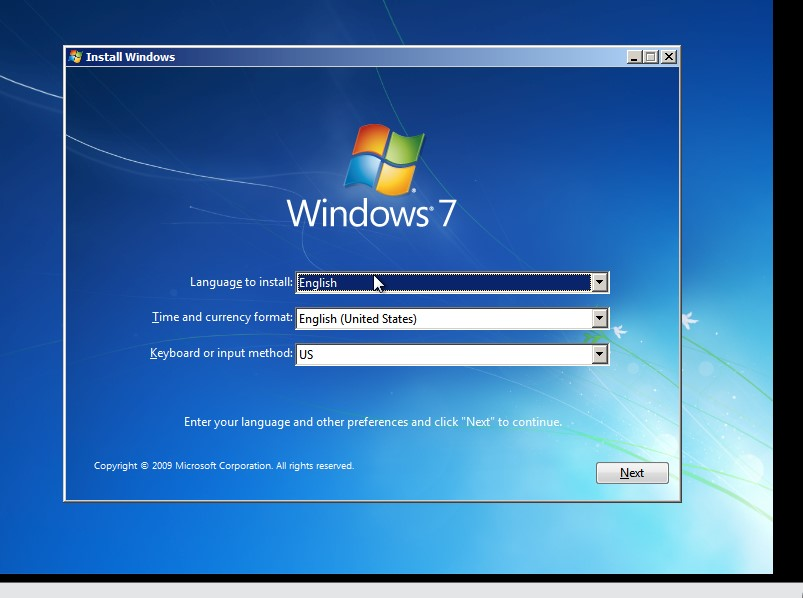 Install Windows
Windows® 7
Language to install: English
Time and currency format: English (United States)
Keyboard or input method: US
Enter your language and other preferences and click "Next" to continue.
Copyright © 2009 Microsoft Corporation. All rights reserved.
Next